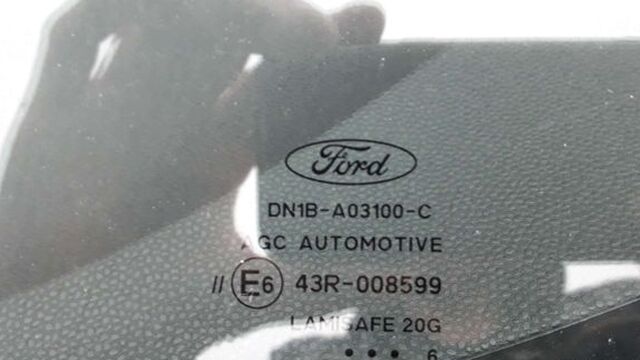 Ford
DN1B-A03100-C
AGC AUTOMOTIVE
// E6 43R-008599
LAMISAFE 20G
• • • 6